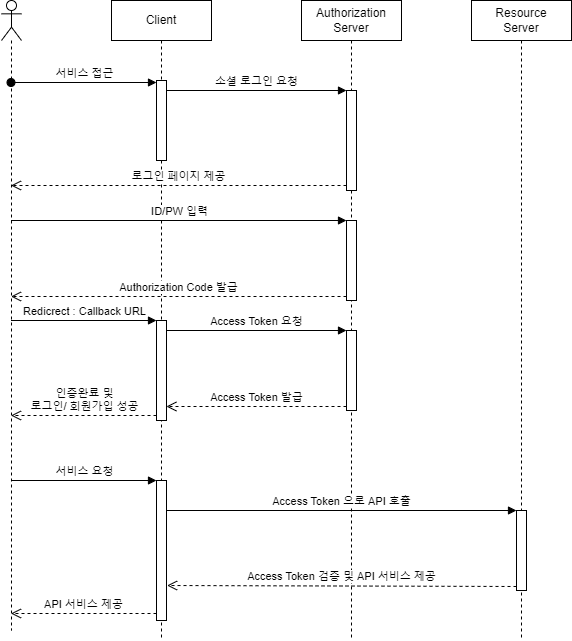 Client
Authorization
Server
Resource
Server
서비스 접근
소셜 로그인 요청
로그인 페이지 제공
ID/PW 입력
Authorization Code 발급
Redicrect : Callback URL
Access Token 요청
Access Token 발급
인증완료 및
로그인/ 회원가입 성공
서비스 요청
Access Token 으로 API 호출
Access Token 검증 및 API 서비스 제공
API 서비스 제공